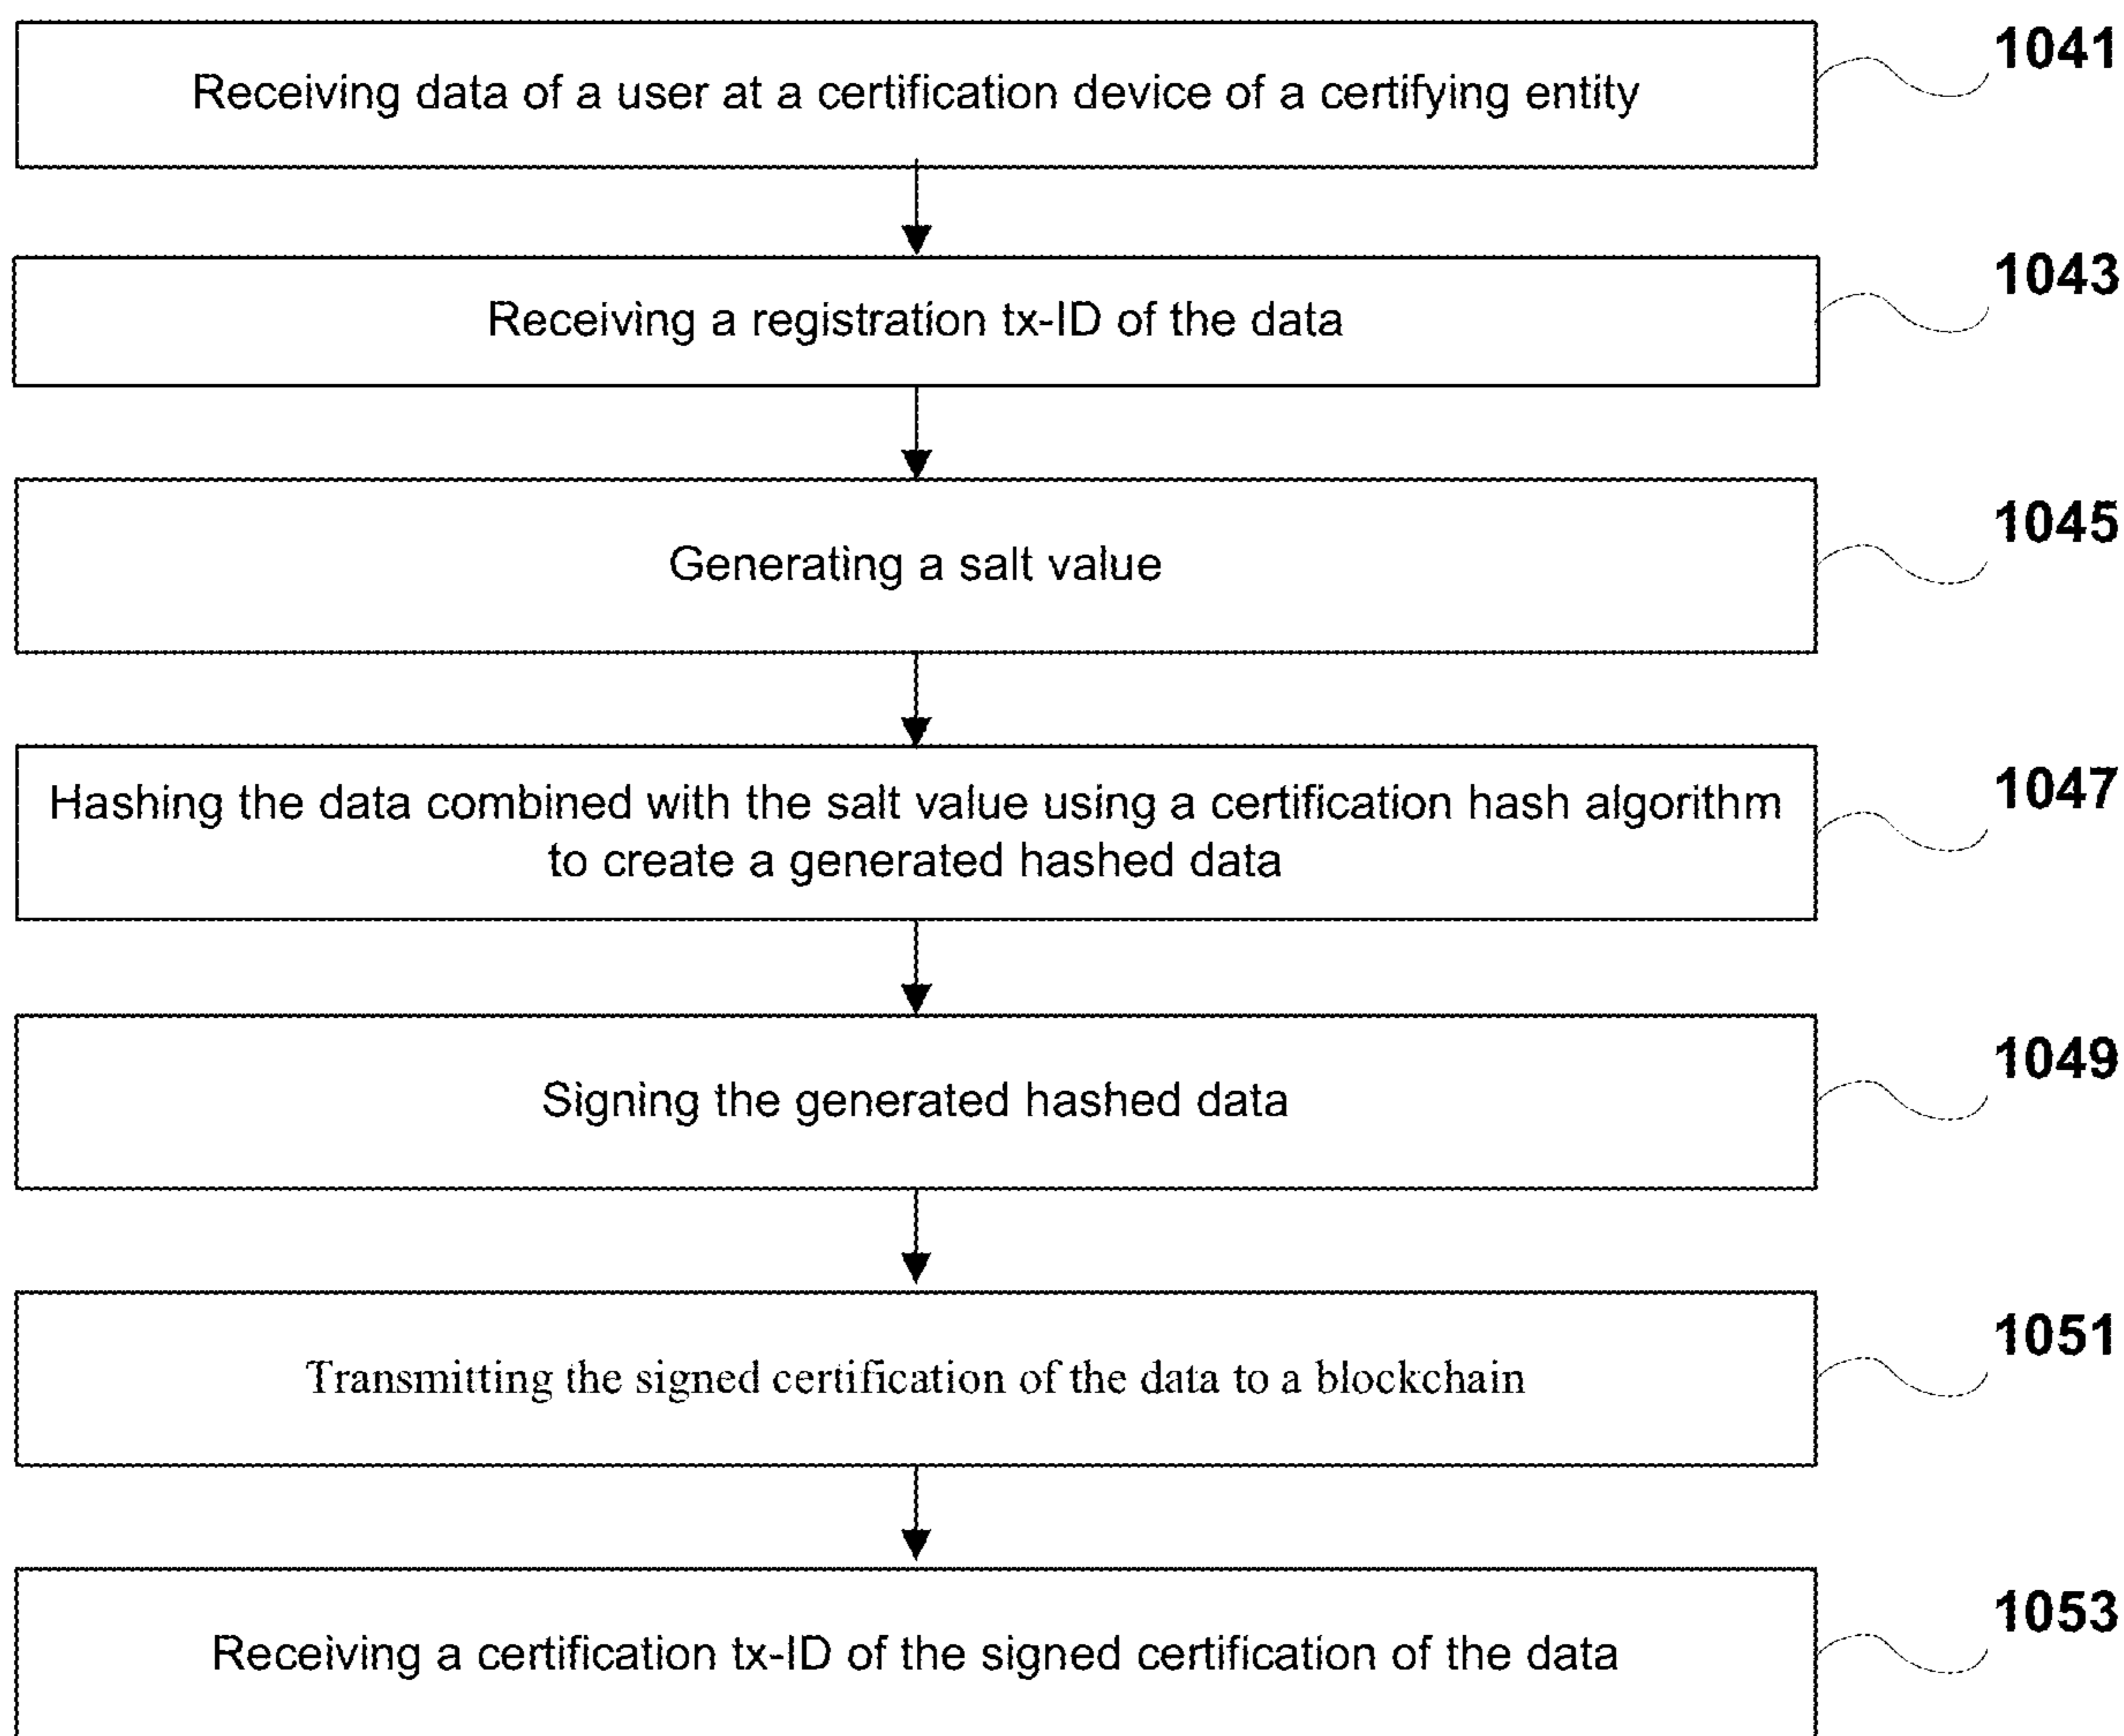 Receiving data of a user at a certification device of a certifying entity
1041
Receiving a registration tx-ID of the data
1043
Generating a salt value
1045
Hashing the data combined with the salt value using a certification hash algorithm
to create a generated hashed data
1047
Signing the generated hashed data
1049
Transmitting the signed certification of the data to a blockchain
1051
Receiving a certification tx-ID of the signed certification of the data
1053